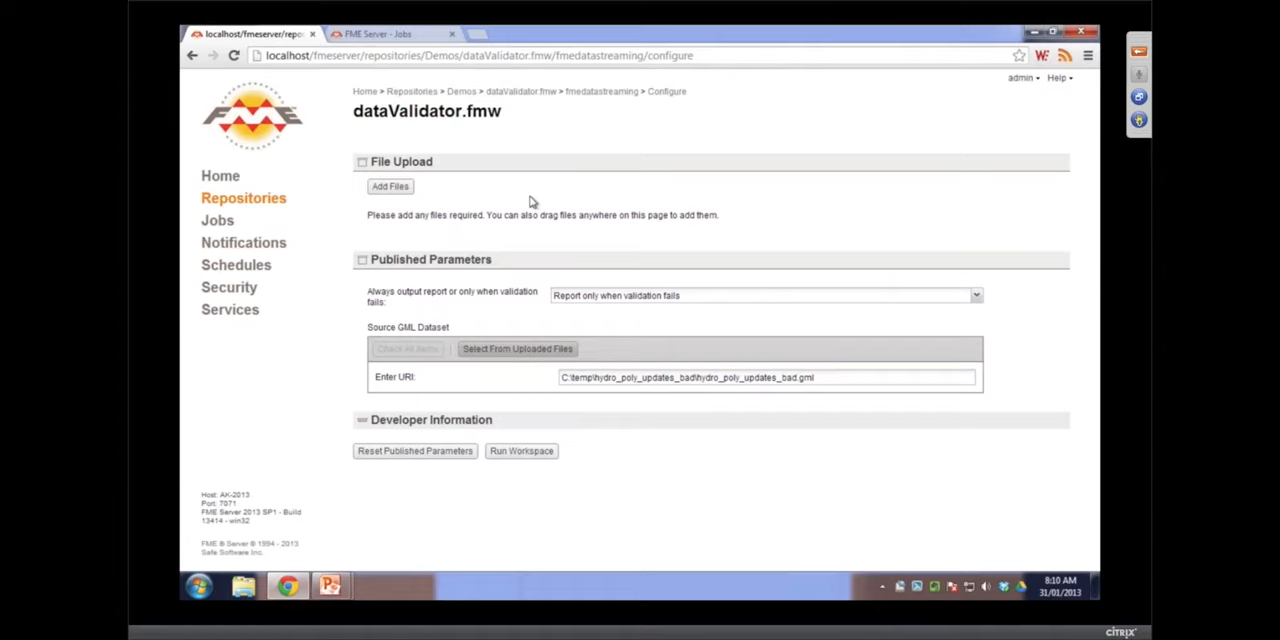 localhost/fmeserver/repo
FME Server - Jobs
localhost/fmeserver/repositories/Demos/dataValidator.fmw/fmedatastreaming/configure
admin Help
FME
Home > Repositories > Demos > dataValidator.fmw > fmedatastreaming > Configure
dataValidator.fmw
Home
Repositories
Jobs
Notifications
Schedules
Security
Services
File Upload
Add Files
Please add any files required. You can also drag files anywhere on this page to add them.
Published Parameters
Always output report or only when validation
fails:
Report only when validation fails
Source GML Dataset
Check All Items
Select From Uploaded Files
Enter URI:
C:\temp\hydro_poly_updates_bad\hydro_poly_updates_bad.gml
Developer Information
Reset Published Parameters
Run Workspace
Host: AK-2013
Port: 7071
FME Server 2013 SP1 - Build
13414 - win32
FME ® Server © 1994 - 2013
Safe Software Inc.
8:10 AM
31/01/2013
CITRIX